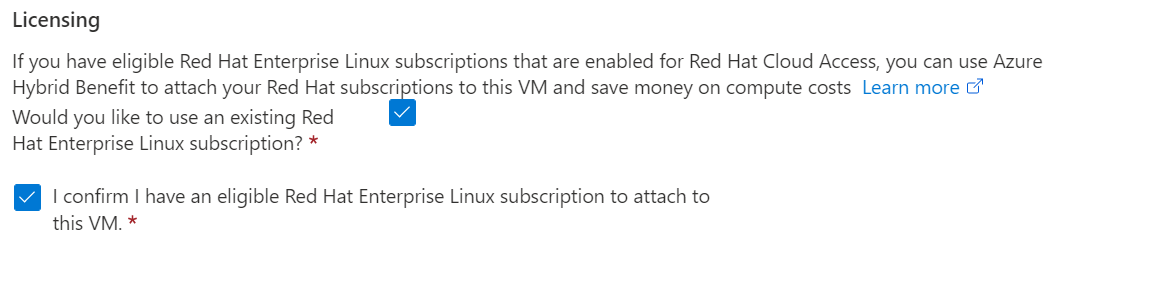 Licensing
If you have eligible Red Hat Enterprise Linux subscriptions that are enabled for Red Hat Cloud Access, you can use Azure
Hybrid Benefit to attach your Red Hat subscriptions to this VM and save money on compute costs Learn more
Would you like to use an existing Red
Hat Enterprise Linux subscription? *
I confirm I have an eligible Red Hat Enterprise Linux subscription to attach to
this VM. *